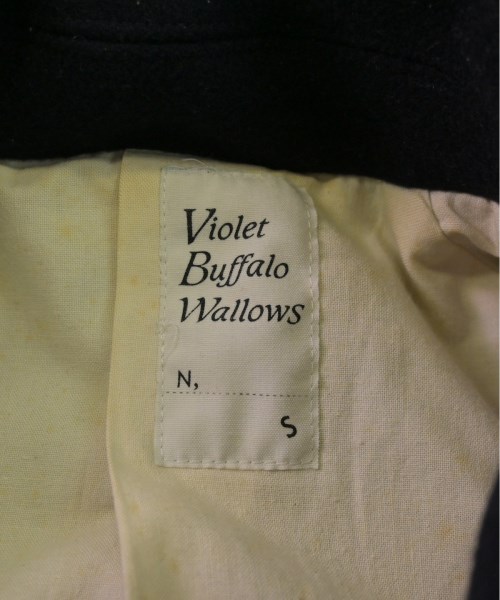 Violet
Buffalo
Wallows
N,
S